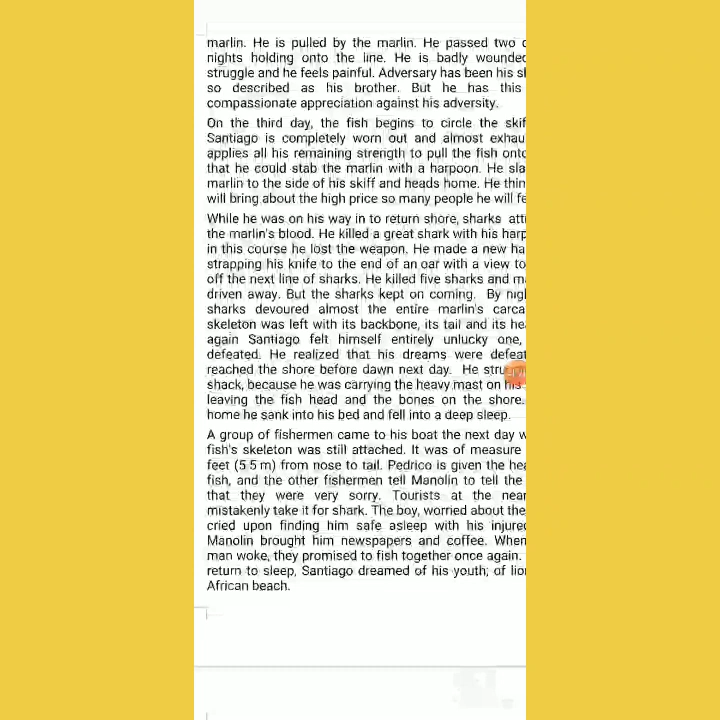 marlin. He is pulled by the marlin. He passed two
nights holding onto the line. He is badly wounded
struggle and he feels painful. Adversary has been his
so described as his brother. But he has this
compassionate appreciation against his adversity.
On the third day, the fish begins to circle the
Santiago is completely worn out and almost
applies all his remaining strength to pull the fish
that he could stab the marlin with a harpoon. He
marlin to the side of his skiff and heads home. He
will bring about the high price so many people he will
While he was on his way in to return shore, sharks
the marlin's blood. He killed a great shark with his
in this course he lost the weapon. He made a new
strapping his knife to the end of an oar with a view to
off the next line of sharks. He killed five sharks and
driven away. But the sharks kept on coming. By
sharks devoured almost the entire marlin's
skeleton was left with its backbone, its tail and its
again Santiago felt himself entirely unlucky one,
defeated. He realized that his dreams were
reached the shore before dawn next day. He
shack, because he was carrying the heavy mast on his
leaving the fish head and the bones on the shore.
home he sank into his bed and fell into a deep sleep.
A group of fishermen came to his boat the next day
fish's skeleton was still attached. It was of measure
feet (5.5 m) from nose to tail. Pedrico is given the
fish, and the other fishermen tell Manolin to tell the
that they were very sorry. Tourists at the
mistakenly take it for shark. The boy, worried about the
cried upon finding him safe asleep with his
Manolin brought him newspapers and coffee. When
man woke, they promised to fish together once again.
return to sleep, Santiago dreamed of his youth; of
African beach.